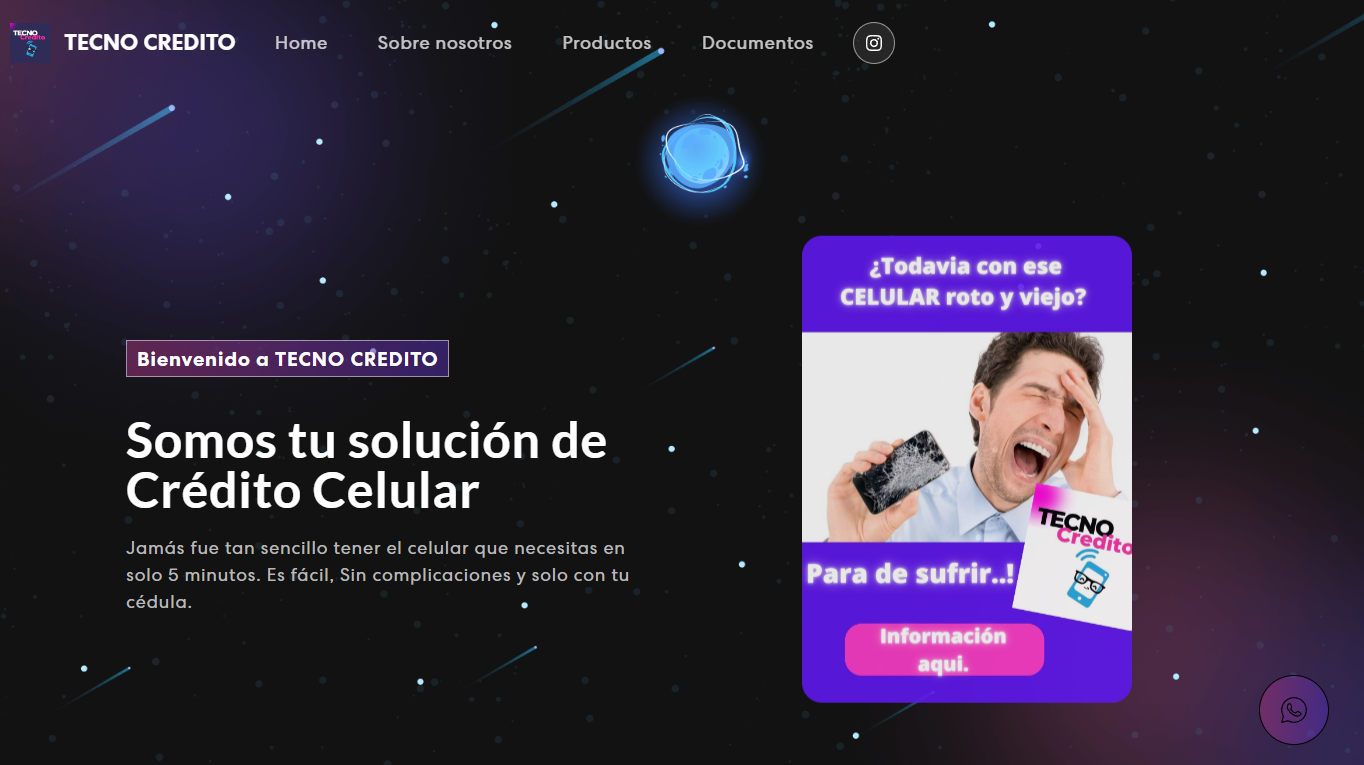 TECNO
Credito
TECNO CREDITO
Home
Sobre nosotros
Productos
Documentos
¿Todavia con ese
CELULAR roto y viejo?
Bienvenido a TECNO CREDITO
Somos tu solución de
Crédito Celular
Jamás fue tan sencillo tener el celular que necesitas en
solo 5 minutos. Es fácil, Sin complicaciones y solo con tu
cédula.
TECNO
Credito
Para de sufrir..!
Información
aqui.